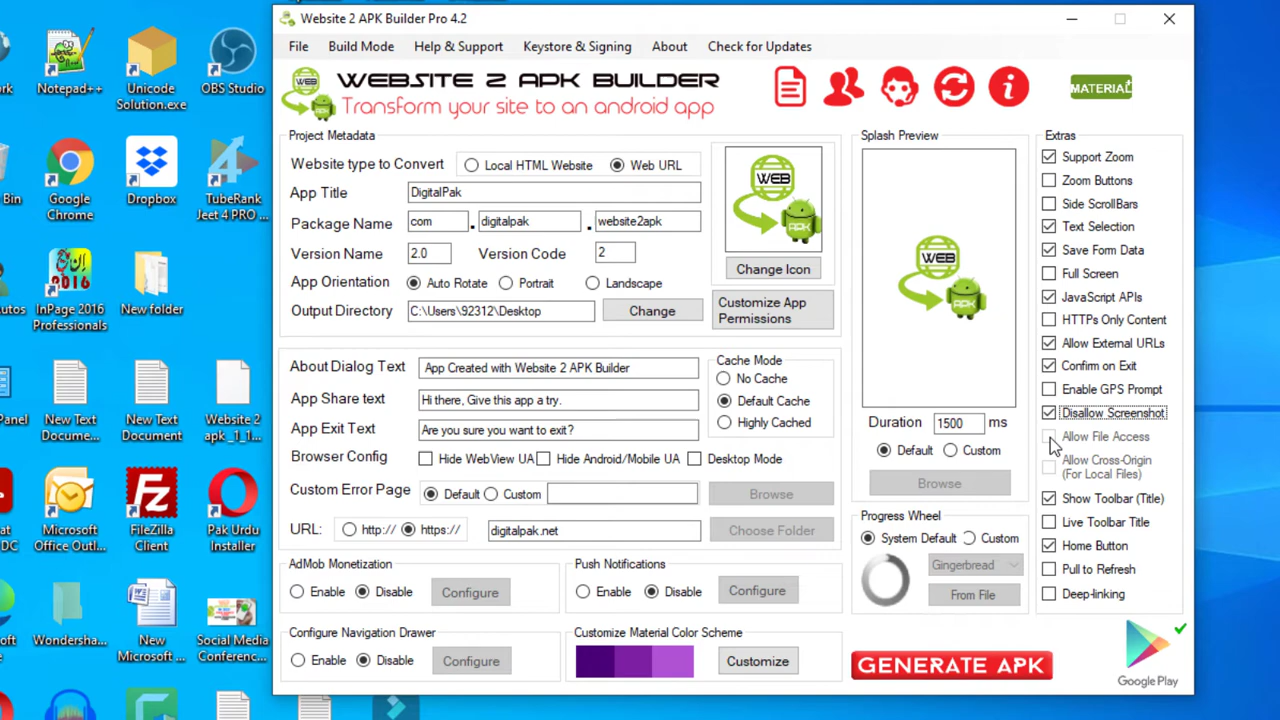 Website 2 APK Builder Pro 4.2
File Build Mode Help & Support Keystore & Signing About Check for Updates
WEB
WEBSITE 2 APK BUILDER
Transform your site to an android app
MATERIAL+
Project Metadata
Website type to Convert Local HTML Website Web URL
App Title DigitalPak
Package Name com . digitalpak . website2apk
Version Name 2.0 Version Code 2
App Orientation Auto Rotate Portrait Landscape
Output Directory C:\Users\92312\Desktop Change
WEB
APK
Change Icon
Customize App
Permissions
About Dialog Text App Created with Website 2 APK Builder
App Share text Hi there, Give this app a try.
App Exit Text Are you sure you want to exit?
Browser Config Hide WebView UA Hide Android/Mobile UA Desktop Mode
Custom Error Page Default Custom Browse
URL: http:// https:// digitalpak.net Choose Folder
Cache Mode
No Cache
Default Cache
Highly Cached
AdMob Monetization
Enable Disable Configure
Push Notifications
Enable Disable Configure
Configure Navigation Drawer
Enable Disable Configure
Customize Material Color Scheme
Customize
Splash Preview
WEB
APK
Duration 1500 ms
Default Custom
Browse
Progress Wheel
System Default Custom
Gingerbread
From File
GENERATE APK
Extras
Support Zoom
Zoom Buttons
Side ScrollBars
Text Selection
Save Form Data
Full Screen
JavaScript APIs
HTTPs Only Content
Allow External URLs
Confirm on Exit
Enable GPS Prompt
Disallow Screenshot
Allow File Access
Allow Cross-Origin
(For Local Files)
Show Toolbar (Title)
Live Toolbar Title
Home Button
Pull to Refresh
Deep-linking
Google Play
Notepad++
Unicode
Solution.exe
OBS Studio
Bin
Google
Chrome
Dropbox
TubeRank
Jeet 4 PRO ...
InPage 2016
Professionals
New folder
New Text
Docume...
New Text
Document
Website 2
apk_1_1...
DC
Microsoft
Office Outl...
FileZilla
Client
Pak Urdu
Installer
Wondersha...
New
Microsoft ...
Social Media
Conferenc...